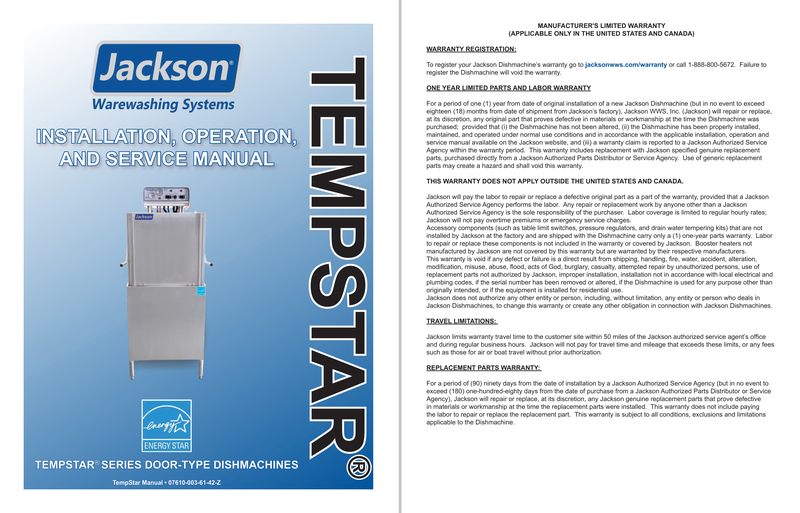 Jackson®
Warewashing Systems
INSTALLATION, OPERATION,
AND SERVICE MANUAL
Jackson
TEMPSTAR®
energy
ENERGY STAR
TEMPSTAR® SERIES DOOR-TYPE DISHMACHINES
TempStar Manual • 07610-003-61-42-Z
MANUFACTURER'S LIMITED WARRANTY
(APPLICABLE ONLY IN THE UNITED STATES AND CANADA)
WARRANTY REGISTRATION:
To register your Jackson Dishmachine's warranty go to jacksonwws.com/warranty or call 1-888-800-5672. Failure to
register the Dishmachine will void the warranty.
ONE YEAR LIMITED PARTS AND LABOR WARRANTY
For a period of one (1) year from date of original installation of a new Jackson Dishmachine (but in no event to exceed
eighteen (18) months from date of shipment from Jackson's factory), Jackson WWS, Inc. (Jackson) will repair or replace,
at its discretion, any original part that proves defective in materials or workmanship at the time the Dishmachine was
purchased; provided that (i) the Dishmachine has not been altered, (ii) the Dishmachine has been properly installed,
maintained, and operated under normal use conditions and in accordance with the applicable installation, operation and
service manual available on the Jackson website, and (iii) a warranty claim is reported to a Jackson Authorized Service
Agency within the warranty period. This warranty includes replacement with Jackson specified genuine replacement
parts, purchased directly from a Jackson Authorized Parts Distributor or Service Agency. Use of generic replacement
parts may create a hazard and shall void this warranty.
THIS WARRANTY DOES NOT APPLY OUTSIDE THE UNITED STATES AND CANADA.
Jackson will pay the labor to repair or replace a defective original part as a part of the warranty, provided that a Jackson
Authorized Service Agency performs the labor. Any repair or replacement work by anyone other than a Jackson
Authorized Service Agency is the sole responsibility of the purchaser. Labor coverage is limited to regular hourly rates;
Jackson will not pay overtime premiums or emergency service charges.
Accessory components (such as table limit switches, pressure regulators, and drain water tempering kits) that are not
installed by Jackson at the factory and are shipped with the Dishmachine carry only a (1) one-year parts warranty. Labor
to repair or replace these components is not included in the warranty or covered by Jackson. Booster heaters not
manufactured by Jackson are not covered by this warranty but are warranted by their respective manufacturers.
This warranty is void if any defect or failure is a direct result from shipping, handling, fire, water, accident, alteration,
modification, misuse, abuse, flood, acts of God, burglary, casualty, attempted repair by unauthorized persons, use of
replacement parts not authorized by Jackson, improper installation, installation not in accordance with local electrical and
plumbing codes, if the serial number has been removed or altered, if the Dishmachine is used for any purpose other than
originally intended, or if the equipment is installed for residential use.
Jackson does not authorize any other entity or person, including, without limitation, any entity or person who deals in
Jackson Dishmachines, to change this warranty or create any other obligation in connection with Jackson Dishmachines.
TRAVEL LIMITATIONS:
Jackson limits warranty travel time to the customer site within 50 miles of the Jackson authorized service agent's office
and during regular business hours. Jackson will not pay for travel time and mileage that exceeds these limits, or any fees
such as those for air or boat travel without prior authorization.
REPLACEMENT PARTS WARRANTY:
For a period of (90) ninety days from the date of installation by a Jackson Authorized Service Agency (but in no event to
exceed (180) one-hundred-eighty days from the date of purchase from a Jackson Authorized Parts Distributor or Service
Agency), Jackson will repair or replace, at its discretion, any Jackson genuine replacement parts that prove defective
in materials or workmanship at the time the replacement parts were installed. This warranty does not include paying
the labor to repair or replace the replacement part. This warranty is subject to all conditions, exclusions and limitations
applicable to the Dishmachine.